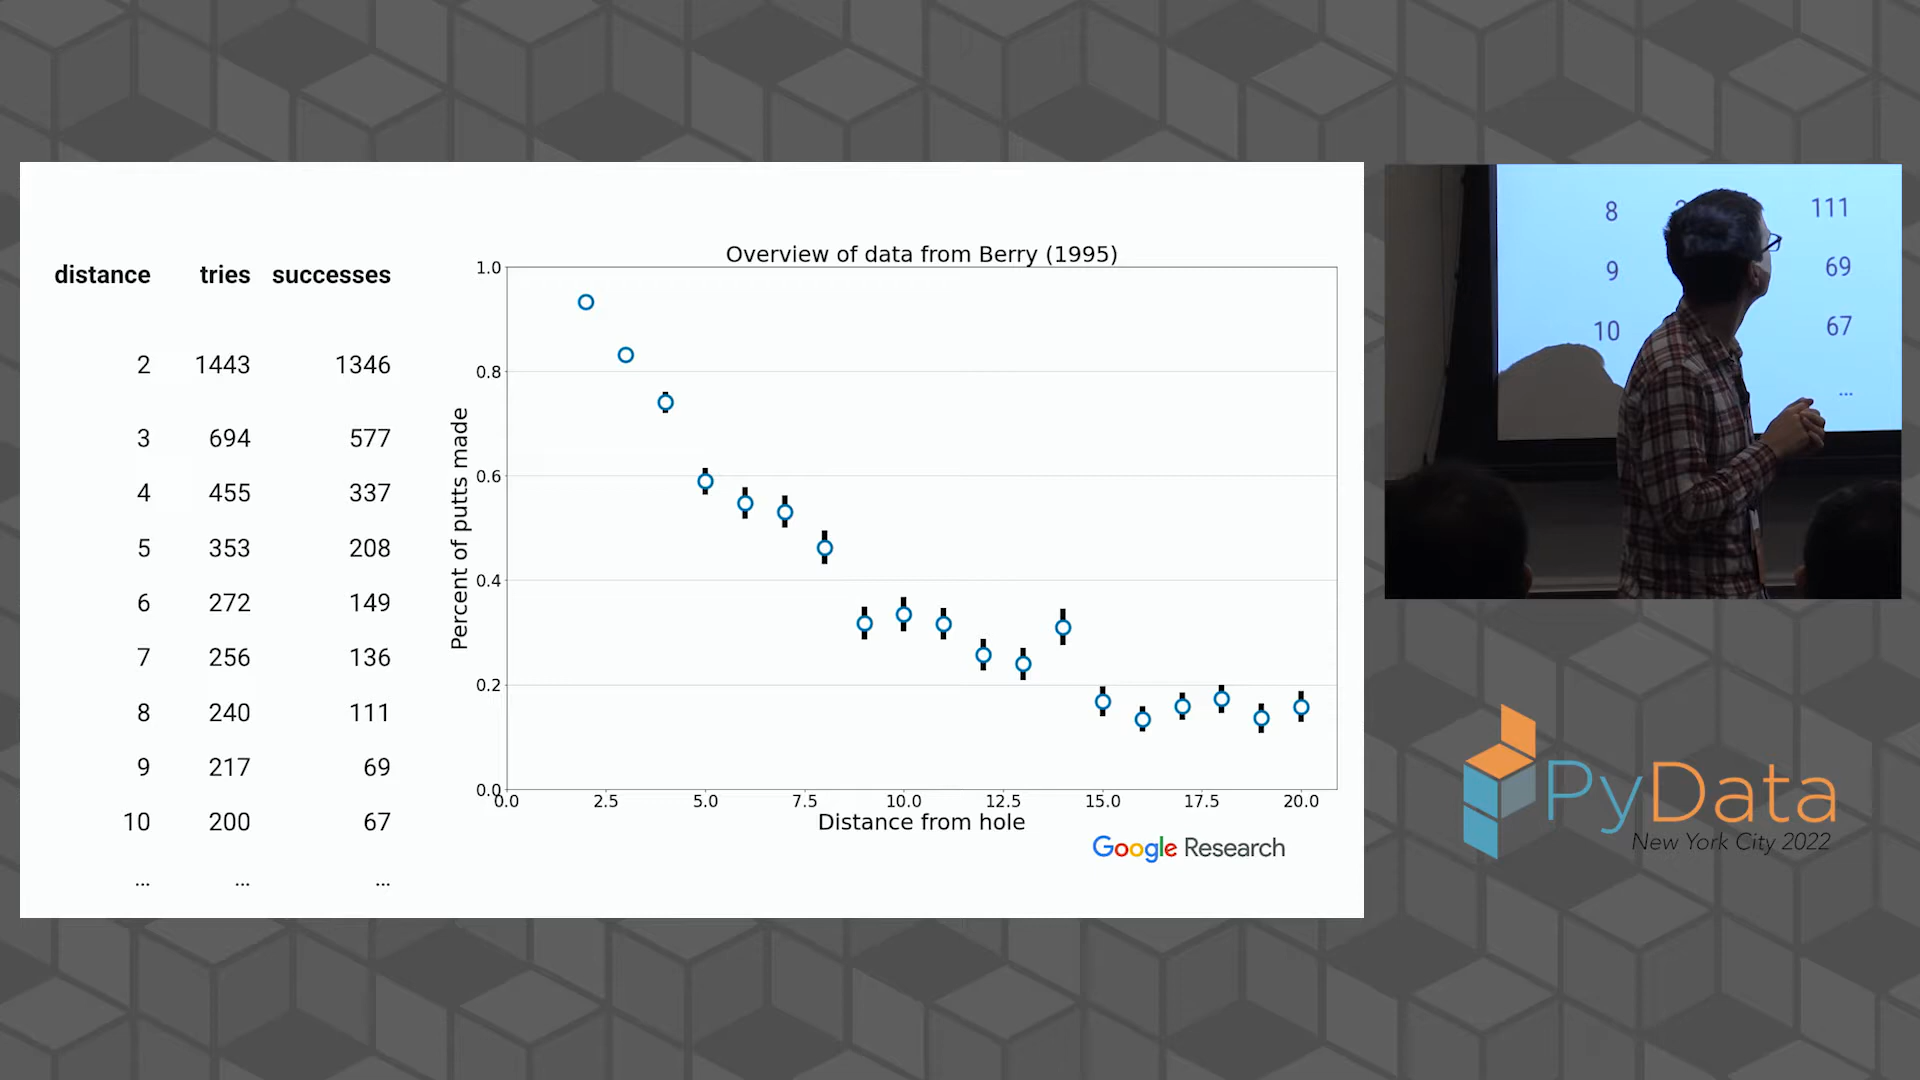 distance tries successes
2 1443 1346
3 694 577
4 455 337
5 353 208
6 272 149
7 256 136
8 240 111
9 217 69
10 200 67
... ... ...
Overview of data from Berry (1995)
Percent of putts made
1.0
0.8
0.6
0.4
0.2
0.0
0.0 2.5 5.0 7.5 10.0 12.5 15.0 17.5 20.0
Distance from hole
Google Research
8 111
9 69
10 67
...
PyData
New York City 2022